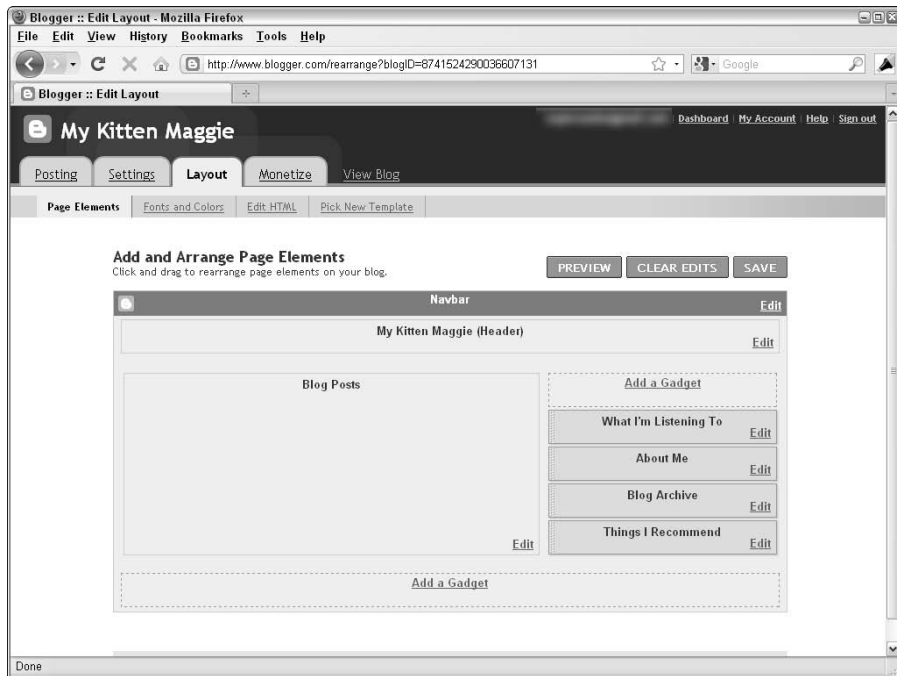 Blogger :: Edit Layout - Mozilla Firefox
File Edit View History Bookmarks Tools Help
http://www.blogger.com/rearrange?blogID=8741524290036607131 Google
Blogger :: Edit Layout
Dashboard | My Account | Help | Sign out
My Kitten Maggie
Posting Settings Layout Monetize View Blog
Page Elements Fonts and Colors Edit HTML Pick New Template
Add and Arrange Page Elements
Click and drag to rearrange page elements on your blog.
PREVIEW CLEAR EDITS SAVE
Navbar
Edit
My Kitten Maggie (Header)
Edit
Blog Posts
Edit
Add a Gadget
What I'm Listening To
Edit
About Me
Edit
Blog Archive
Edit
Things I Recommend
Edit
Add a Gadget
Done